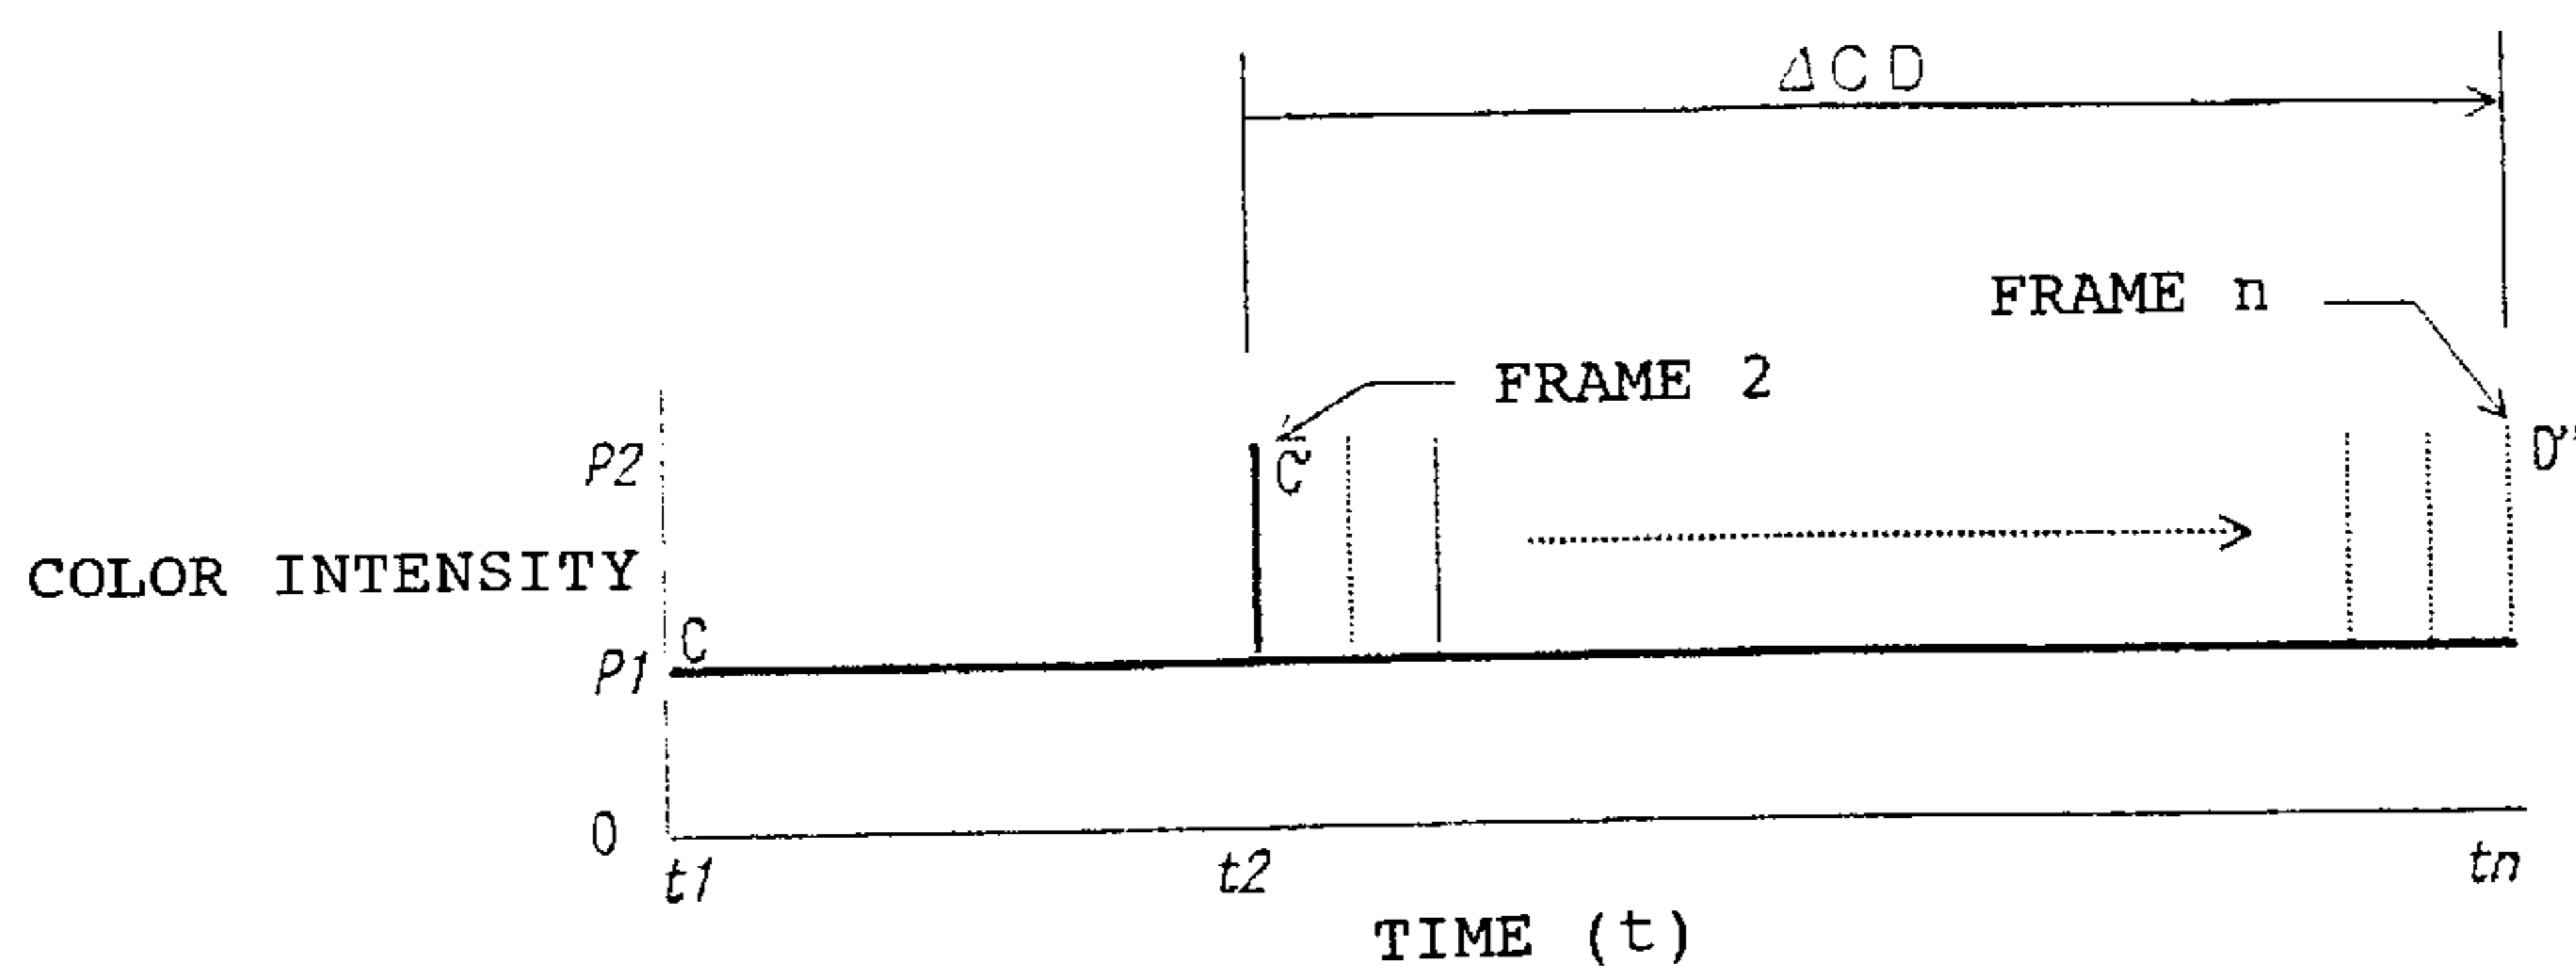 ΔCD
FRAME n
FRAME 2
P2
COLOR INTENSITY
C
P1
0
t1
t2
tn
TIME (t)